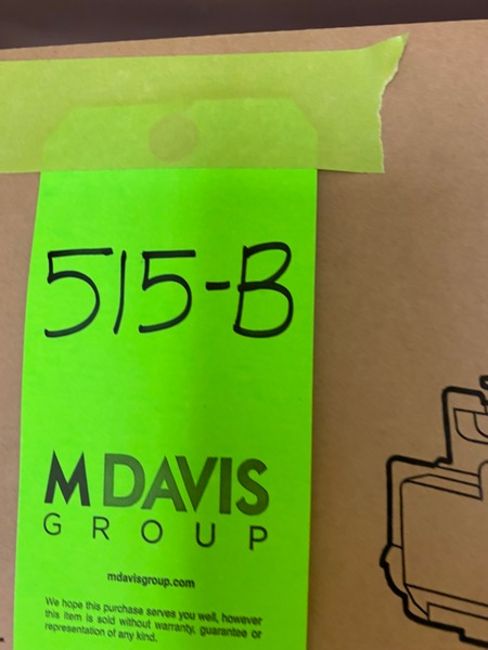 515-B
M DAVIS
GROUP
mdavisgroup.com
We hope this purchase serves you well, however
this item is sold without warranty, guarantee or
representation of any kind.